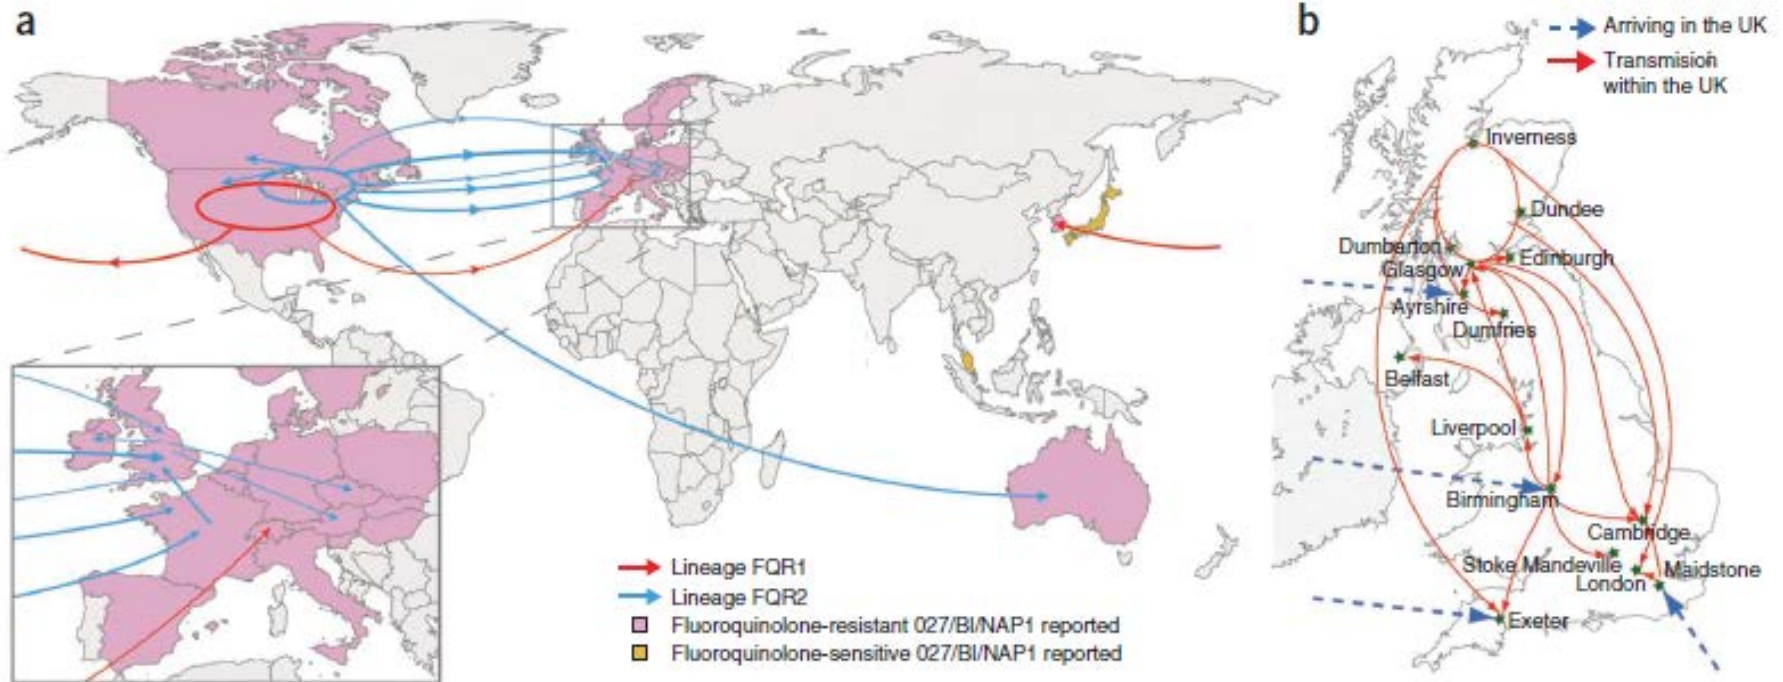 a
Lineage FQR1
Lineage FQR2
Fluoroquinolone-resistant 027/BI/NAP1 reported
Fluoroquinolone-sensitive 027/BI/NAP1 reported
b
Arriving in the UK
Transmision
within the UK
Inverness
Dundee
Dumbarton
Edinburgh
Glasgow
Ayrshire
Dumfries
Belfast
Liverpool
Birmingham
Cambridge
Stoke Mandeville
Maidstone
London
Exeter